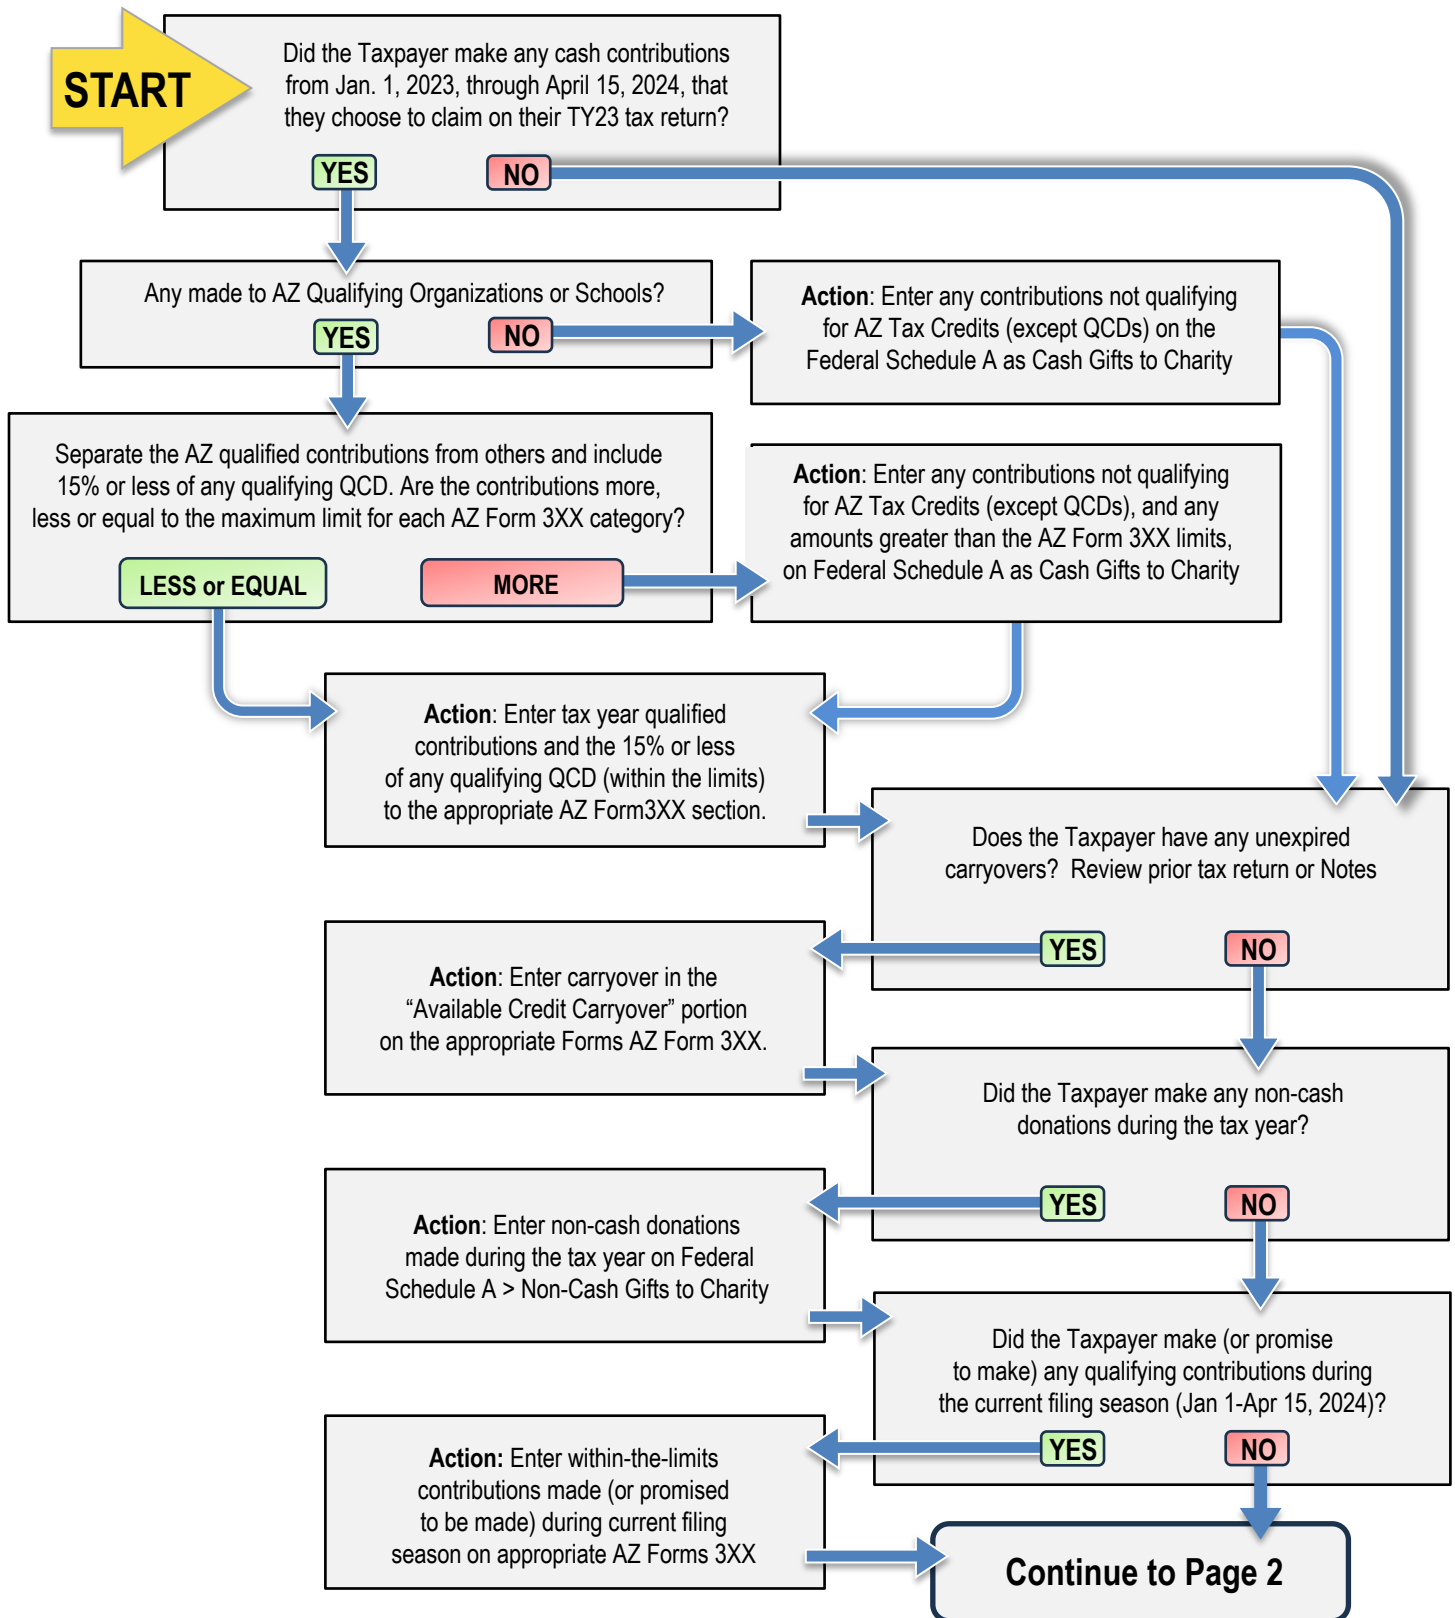 START
Did the Taxpayer make any cash contributions
from Jan. 1, 2023, through April 15, 2024, that
they choose to claim on their TY23 tax return?
YES
NO
Any made to AZ Qualifying Organizations or Schools?
YES
NO
Action: Enter any contributions not qualifying
for AZ Tax Credits (except QCDs) on the
Federal Schedule A as Cash Gifts to Charity
Separate the AZ qualified contributions from others and include
15% or less of any qualifying QCD. Are the contributions more,
less or equal to the maximum limit for each AZ Form 3XX category?
LESS or EQUAL
MORE
Action: Enter any contributions not qualifying
for AZ Tax Credits (except QCDs), and any
amounts greater than the AZ Form 3XX limits,
on Federal Schedule A as Cash Gifts to Charity
Action: Enter tax year qualified
contributions and the 15% or less
of any qualifying QCD (within the limits)
to the appropriate AZ Form3XX section.
Does the Taxpayer have any unexpired
carryovers?  Review prior tax return or Notes
YES
NO
Action: Enter carryover in the
“Available Credit Carryover” portion
on the appropriate Forms AZ Form 3XX.
Did the Taxpayer make any non-cash
donations during the tax year?
YES
NO
Action: Enter non-cash donations
made during the tax year on Federal
Schedule A > Non-Cash Gifts to Charity
Did the Taxpayer make (or promise
to make) any qualifying contributions during
the current filing season (Jan 1-Apr 15, 2024)?
YES
NO
Action: Enter within-the-limits
contributions made (or promised
to be made) during current filing
season on appropriate AZ Forms 3XX
Continue to Page 2